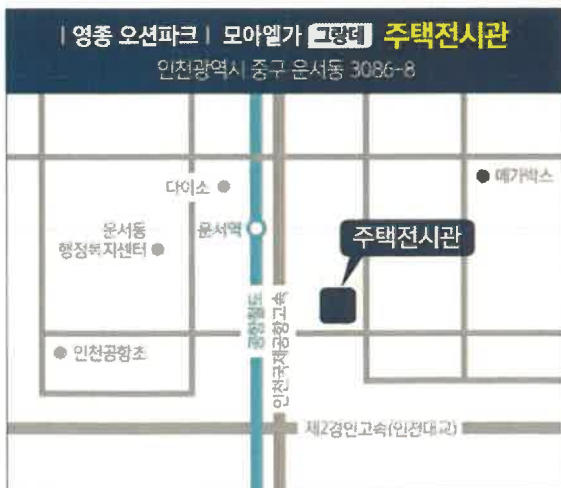 | 영종 오션파크 | 모아엘가 그랑데 주택전시관
인천광역시 중구 운서동 3086-8
다이소
메가박스
운서동
행정복지센터
운서역
주택전시관
공항철도
인천국제공항고속
인천공항초
제2경인고속(인천대교)